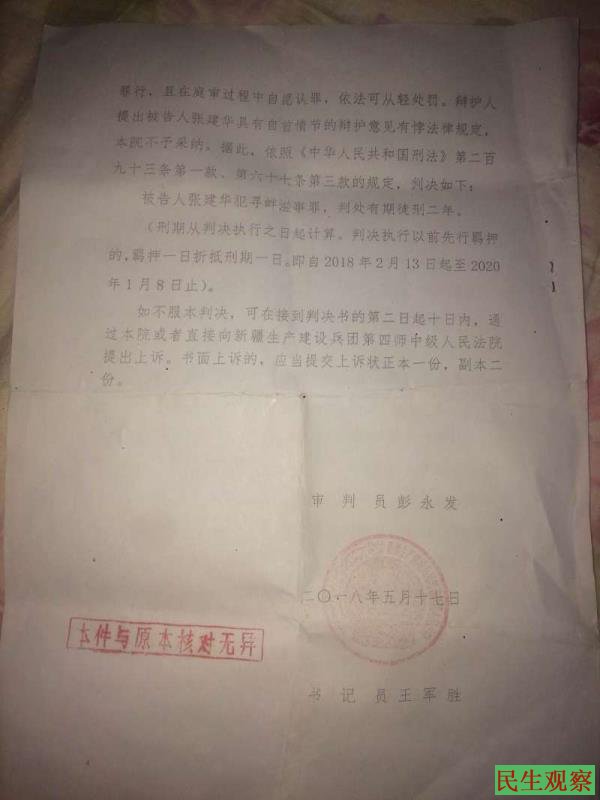 罪行，且在庭审过程中自愿认罪，依法可从轻处罚。辩护人
提出被告人张建华具有自首情节的辩护意见有悖法律规定，
本院不予采纳。据此，依照《中华人民共和国刑法》第二百
九十三条第一款、第六十七条第三款的规定，判决如下：
被告人张建华犯寻衅滋事罪，判处有期徒刑二年。
（刑期从判决执行之日起计算。判决执行以前先行羁押
的，羁押一日折抵刑期一日。即自2018年2月13日起至2020
年1月8日止）。
如不服本判决，可在接到判决书的第二日起十日内，通
过本院或者直接向新疆生产建设兵团第四师中级人民法院
提出上诉。书面上诉的，应当提交上诉状正本一份，副本二
份。
审判员彭永发
二〇一八年五月十七日
本件与原本核对无异
书记员王军胜
民生观察